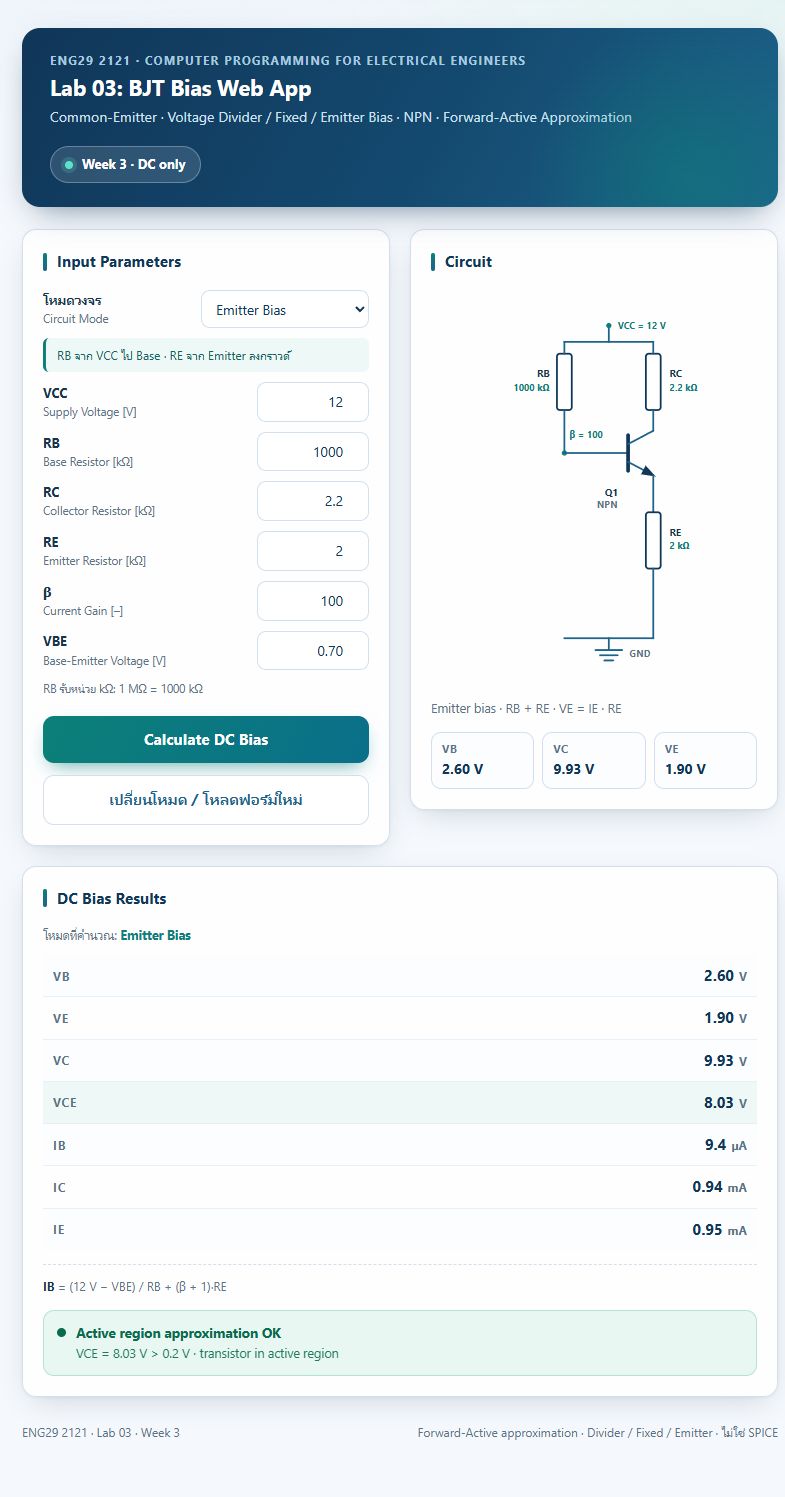 ENG29 2121 · COMPUTER PROGRAMMING FOR ELECTRICAL ENGINEERS
Lab 03: BJT Bias Web App
Common-Emitter · Voltage Divider / Fixed / Emitter Bias · NPN · Forward-Active Approximation
Week 3 · DC only
Input Parameters
โหมดวงจร
Circuit Mode
Emitter Bias
RB จาก VCC ไป Base · RE จาก Emitter ลงกราวด์
VCC
Supply Voltage [V]
12
RB
Base Resistor [kΩ]
1000
RC
Collector Resistor [kΩ]
2.2
RE
Emitter Resistor [kΩ]
2
β
Current Gain [–]
100
VBE
Base-Emitter Voltage [V]
0.70
RB รับหน่วย kΩ: 1 MΩ = 1000 kΩ
Calculate DC Bias
เปลี่ยนโหมด / โหลดฟอร์มใหม่
Circuit
VCC = 12 V
RB
1000 kΩ
RC
2.2 kΩ
β = 100
Q1
NPN
RE
2 kΩ
GND
Emitter bias · RB + RE · VE = IE · RE
VB
2.60 V
VC
9.93 V
VE
1.90 V
DC Bias Results
โหมดที่คำนวณ: Emitter Bias
VB 2.60 V
VE 1.90 V
VC 9.93 V
VCE 8.03 V
IB 9.4 µA
IC 0.94 mA
IE 0.95 mA
IB = (12 V − VBE) / RB + (β + 1)·RE
Active region approximation OK
VCE = 8.03 V > 0.2 V · transistor in active region
ENG29 2121 · Lab 03 · Week 3
Forward-Active approximation · Divider / Fixed / Emitter · ไม่ใช่ SPICE